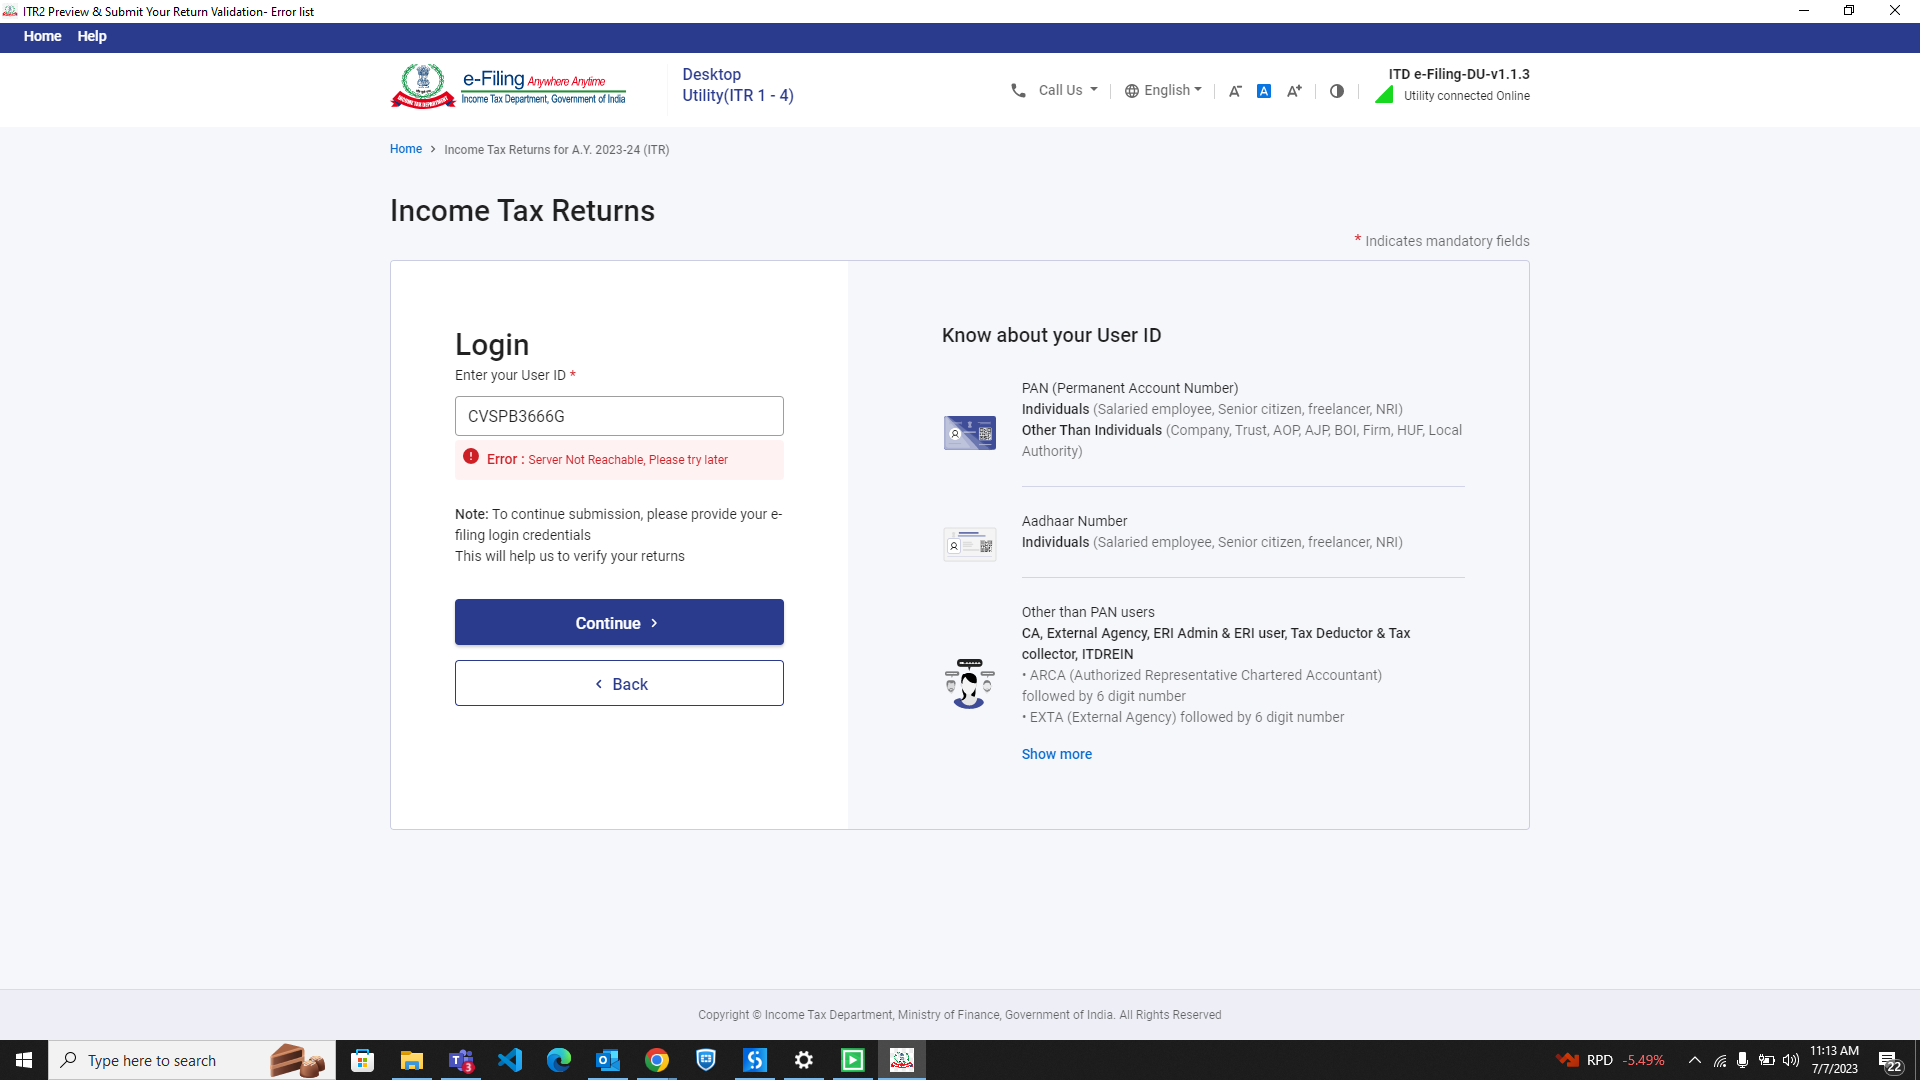 ITR2 Preview & Submit Your Return Validation- Error list
Home Help
e-Filing Anywhere Anytime
Income Tax Department, Government of India
INCOME TAX DEPARTMENT
Desktop
Utility(ITR 1 - 4)
Call Us
English
A-
A
A+
ITD e-Filing-DU-v1.1.3
Utility connected Online
Home > Income Tax Returns for A.Y. 2023-24 (ITR)
Income Tax Returns
* Indicates mandatory fields
Login
Enter your User ID *
CVSPB3666G
Error : Server Not Reachable, Please try later
Note: To continue submission, please provide your e-
filing login credentials
This will help us to verify your returns
Continue >
< Back
Know about your User ID
PAN (Permanent Account Number)
Individuals (Salaried employee, Senior citizen, freelancer, NRI)
Other Than Individuals (Company, Trust, AOP, AJP, BOI, Firm, HUF, Local
Authority)
Aadhaar Number
Individuals (Salaried employee, Senior citizen, freelancer, NRI)
Other than PAN users
CA, External Agency, ERI Admin & ERI user, Tax Deductor & Tax
collector, ITDREIN
• ARCA (Authorized Representative Chartered Accountant)
followed by 6 digit number
• EXTA (External Agency) followed by 6 digit number
Show more
Copyright © Income Tax Department, Ministry of Finance, Government of India. All Rights Reserved
Type here to search
3
RPD -5.49%
11:13 AM
7/7/2023
22